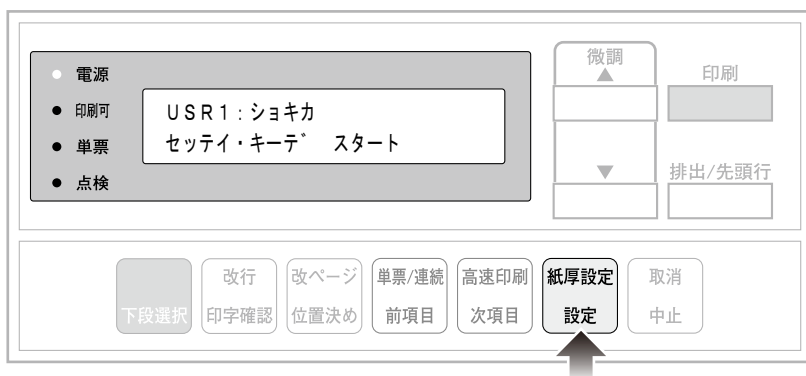 微調
▲
印刷
● 電源
● 印刷可
● 単票
● 点検
USR1:ショキカ
セッテイ・キーデ゛ スタート
▼
排出/先頭行
下段選択
改行
印字確認
改ページ
位置決め
単票/連続
前項目
高速印刷
次項目
紙厚設定
設定
取消
中止